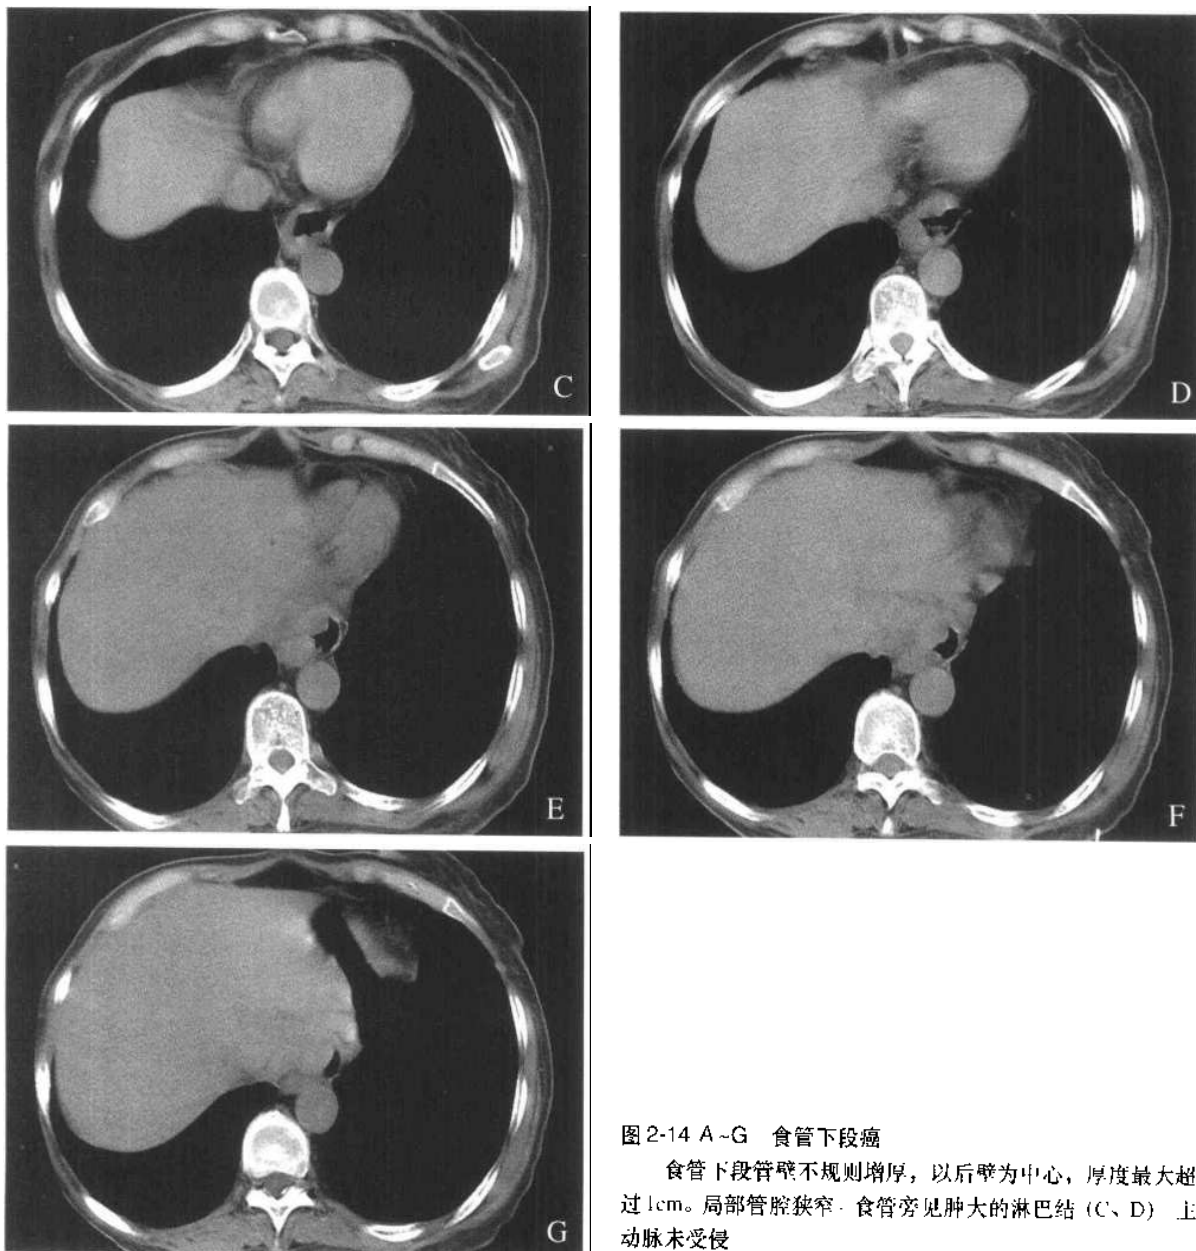 C
D
E
F
G
图2-14 A~G 食管下段癌
食管下段管壁不规则增厚，以后壁为中心，厚度最大超
过1cm。局部管腔狭窄．食管旁见肿大的淋巴结（C、D） 主
动脉未受侵